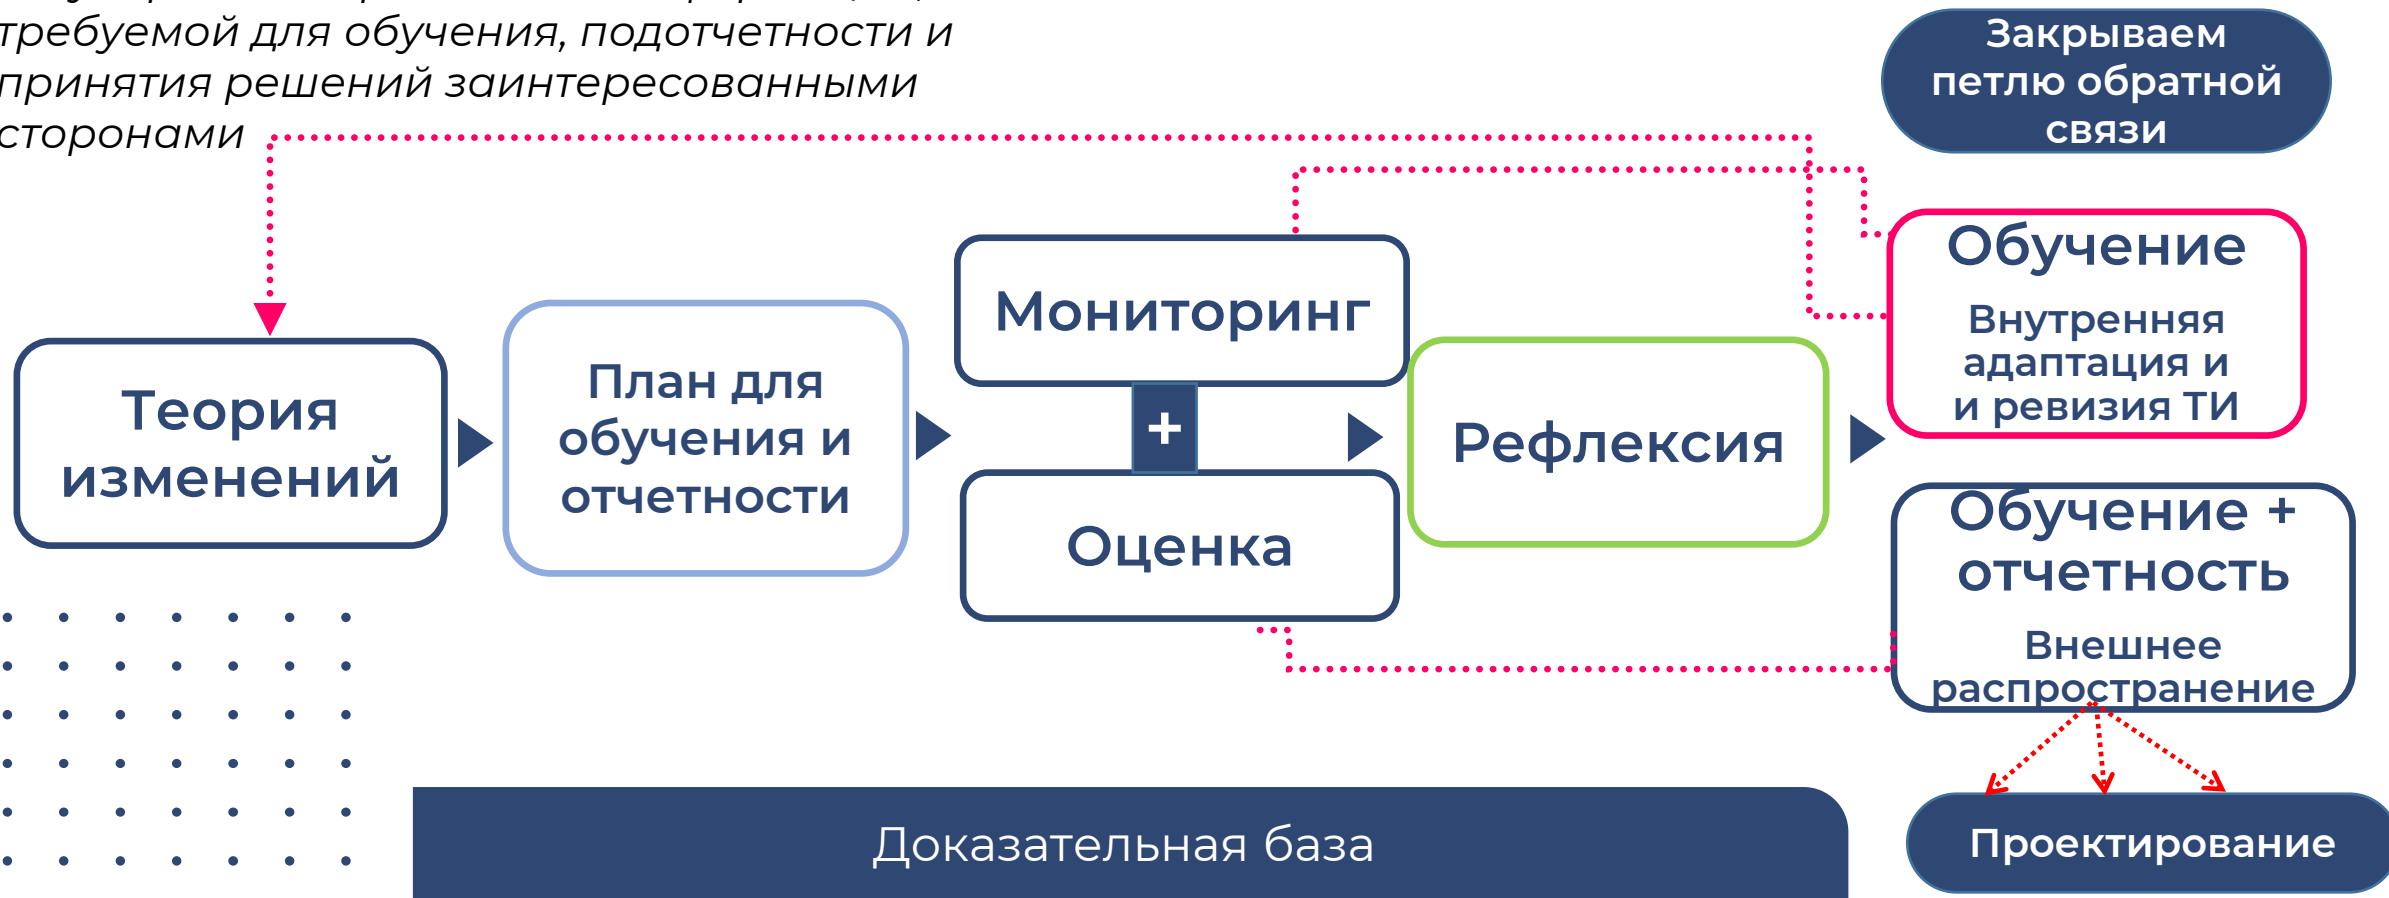 требуемой для обучения, подотчетности и
принятия решений заинтересованными
сторонами
Закрываем
петлю обратной
связи
Теория
изменений
План для
обучения и
отчетности
Мониторинг
+
Оценка
Рефлексия
Обучение
Внутренняя
адаптация и
и ревизия ТИ
Обучение +
отчетность
Внешнее
распространение
Доказательная база
Проектирование